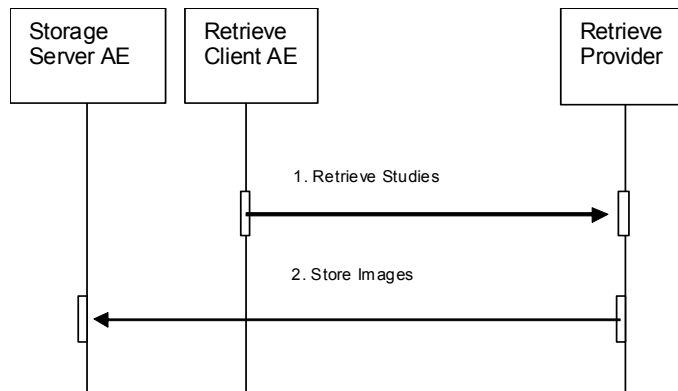 Storage
Server AE
Retrieve
Client AE
Retrieve
Provider
1. Retrieve Studies
2. Store Images